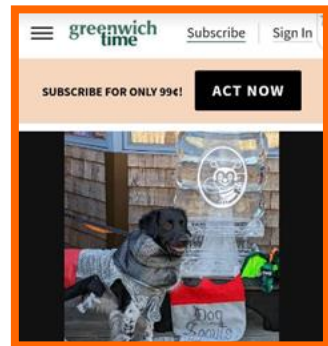 greenwich
time
Subscribe
Sign In
SUBSCRIBE FOR ONLY 99¢!
ACT NOW
Dog
Scouts